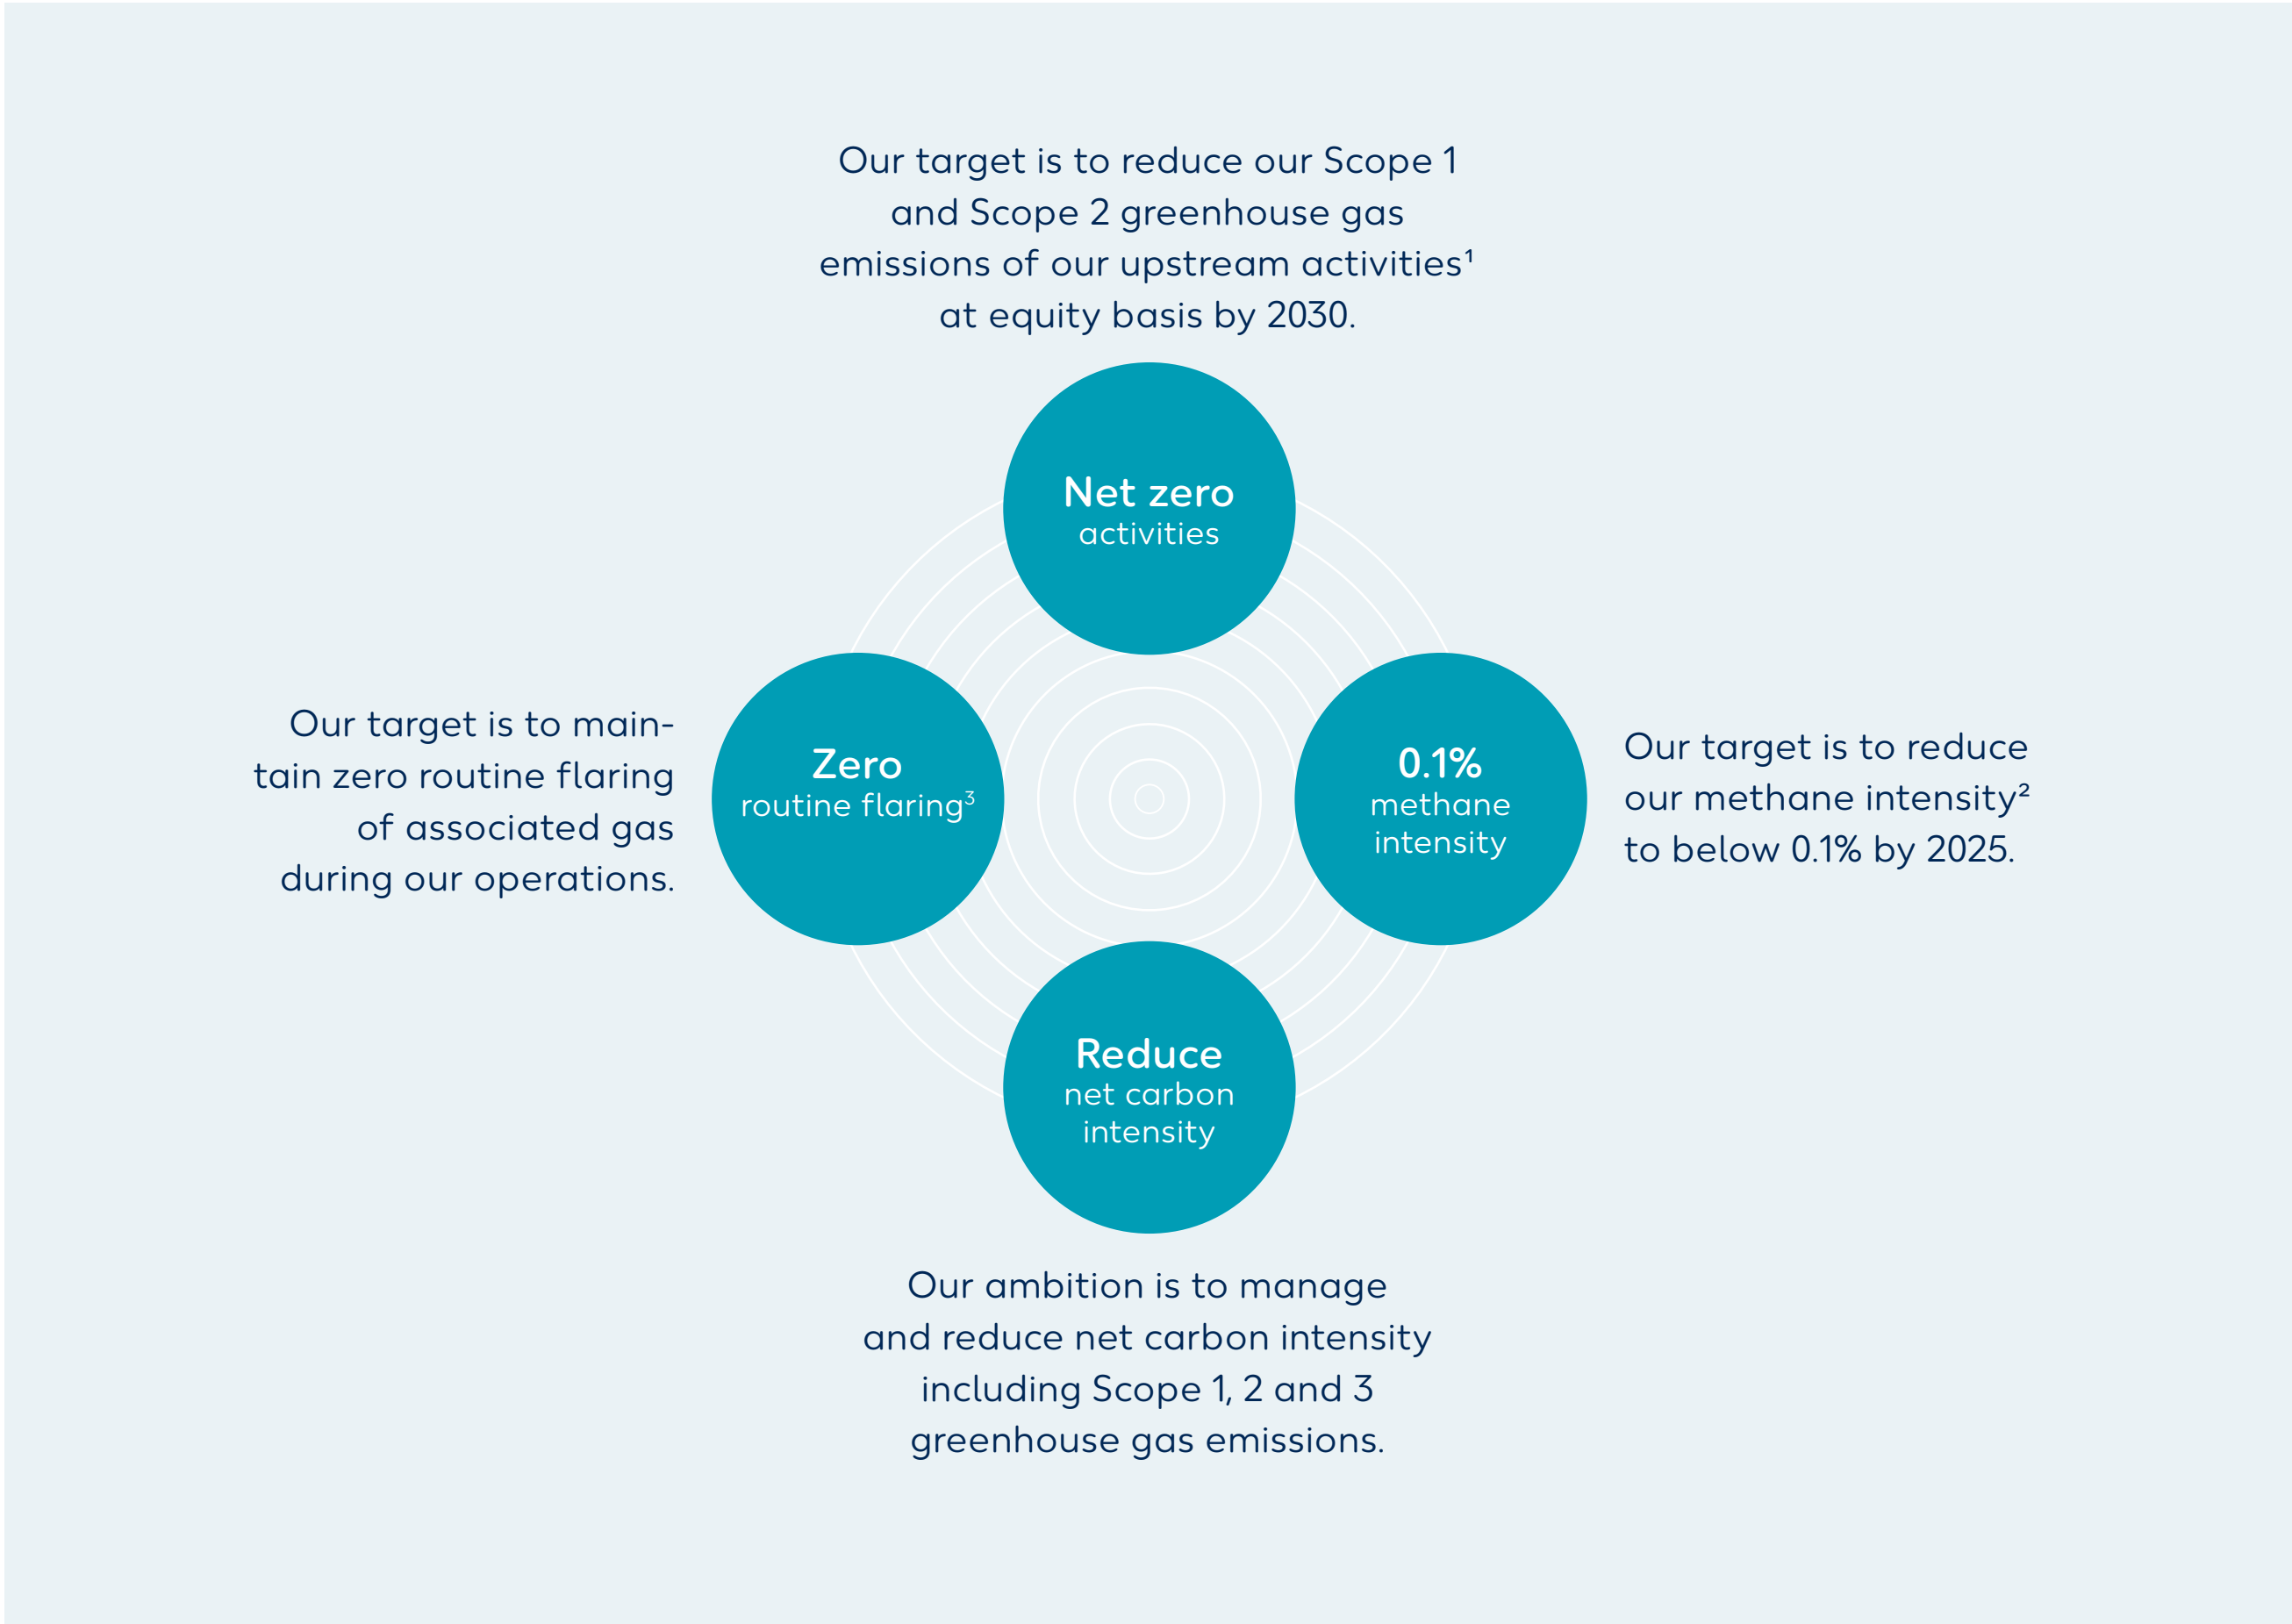 Our target is to reduce our Scope 1
and Scope 2 greenhouse gas
emissions of our upstream activities¹
at equity basis by 2030.
Net zero
activities
Our target is to main-
tain zero routine flaring
of associated gas
during our operations.
Zero
routine flaring³
0.1%
methane
intensity
Our target is to reduce
our methane intensity²
to below 0.1% by 2025.
Reduce
net carbon
intensity
Our ambition is to manage
and reduce net carbon intensity
including Scope 1, 2 and 3
greenhouse gas emissions.